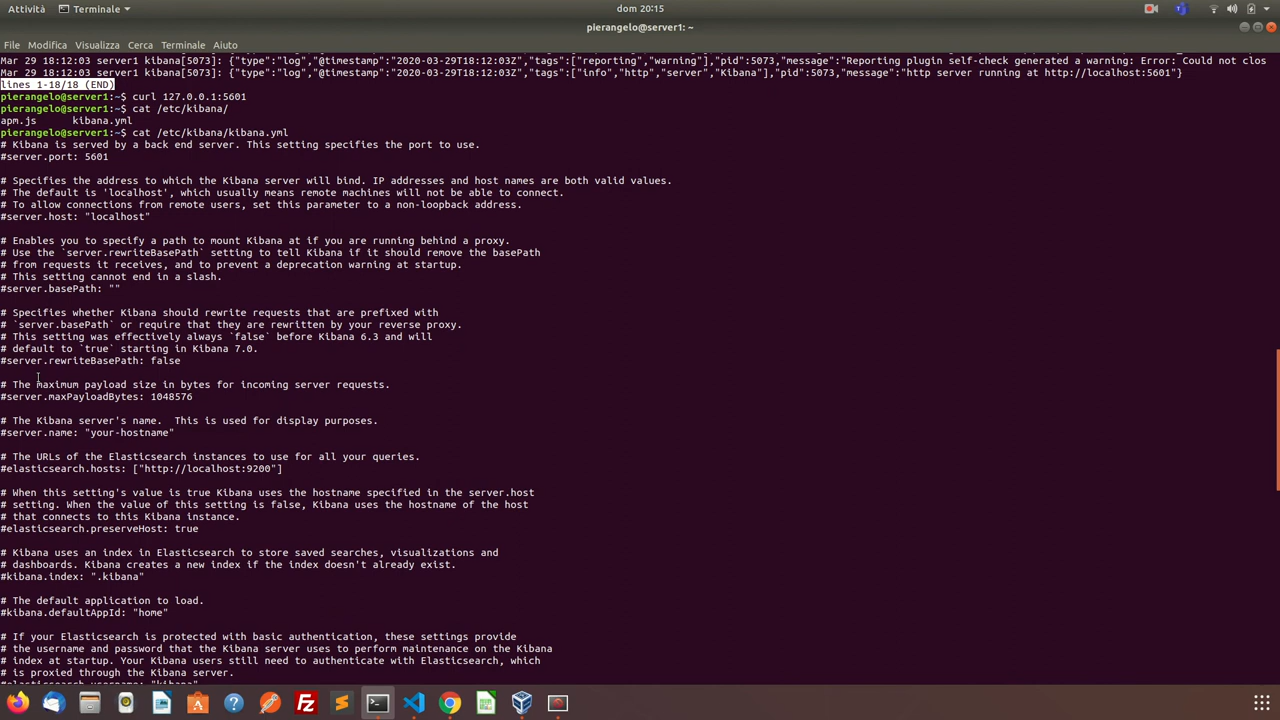 Attività
Terminale
dom 20:15
pierangelo@server1: ~
File Modifica Visualizza Cerca Terminale Aiuto
Mar 29 18:12:03 server1 kibana[5073]: {"type":"log","@timestamp":"2020-03-29T18:12:03Z","tags":["reporting","warning"],"pid":5073,"message":"Reporting plugin self-check generated a warning: Error: Could not clos
Mar 29 18:12:03 server1 kibana[5073]: {"type":"log","@timestamp":"2020-03-29T18:12:03Z","tags":["info","http","server","Kibana"],"pid":5073,"message":"http server running at http://localhost:5601"}
lines 1-18/18 (END)
pierangelo@server1:~$ curl 127.0.0.1:5601
pierangelo@server1:~$ cat /etc/kibana/
apm.js kibana.yml
pierangelo@server1:~$ cat /etc/kibana/kibana.yml
# Kibana is served by a back end server. This setting specifies the port to use.
#server.port: 5601
# Specifies the address to which the Kibana server will bind. IP addresses and host names are both valid values.
# The default is 'localhost', which usually means remote machines will not be able to connect.
# To allow connections from remote users, set this parameter to a non-loopback address.
#server.host: "localhost"
# Enables you to specify a path to mount Kibana at if you are running behind a proxy.
# Use the `server.rewriteBasePath` setting to tell Kibana if it should remove the basePath
# from requests it receives, and to prevent a deprecation warning at startup.
# This setting cannot end in a slash.
#server.basePath: ""
# Specifies whether Kibana should rewrite requests that are prefixed with
# `server.basePath` or require that they are rewritten by your reverse proxy.
# This setting was effectively always `false` before Kibana 6.3 and will
# default to `true` starting in Kibana 7.0.
#server.rewriteBasePath: false
# The maximum payload size in bytes for incoming server requests.
#server.maxPayloadBytes: 1048576
# The Kibana server's name.  This is used for display purposes.
#server.name: "your-hostname"
# The URLs of the Elasticsearch instances to use for all your queries.
#elasticsearch.hosts: ["http://localhost:9200"]
# When this setting's value is true Kibana uses the hostname specified in the server.host
# setting. When the value of this setting is false, Kibana uses the hostname of the host
# that connects to this Kibana instance.
#elasticsearch.preserveHost: true
# Kibana uses an index in Elasticsearch to store saved searches, visualizations and
# dashboards. Kibana creates a new index if the index doesn't already exist.
#kibana.index: ".kibana"
# The default application to load.
#kibana.defaultAppId: "home"
# If your Elasticsearch is protected with basic authentication, these settings provide
# the username and password that the Kibana server uses to perform maintenance on the Kibana
# index at startup. Your Kibana users still need to authenticate with Elasticsearch, which
# is proxied through the Kibana server.